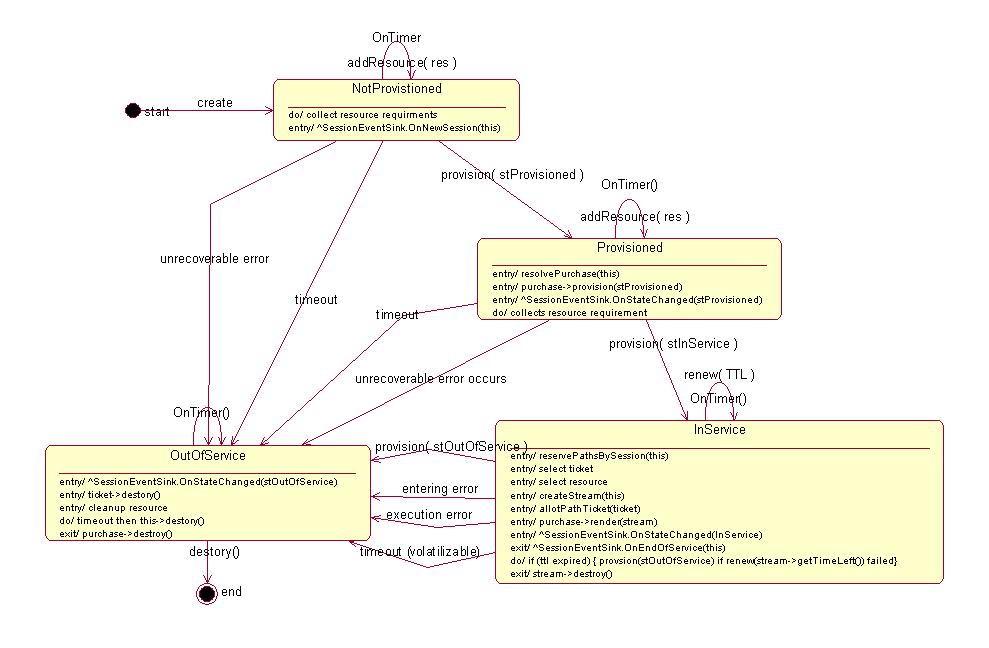 OnTimer
addResource( res )
NotProvistioned
do/ collect resource requirments
entry/ ^SessionEventSink.OnNewSession(this)
start
create
provision( stProvisioned )
OnTimer()
addResource( res )
Provisioned
entry/ resolvePurchase(this)
entry/ purchase->provision(stProvisioned)
entry/ ^SessionEventSink.OnStateChanged(stProvisioned)
do/ collects resource requirement
unrecoverable error
timeout
timeout
unrecoverable error occurs
provision( stInService )
renew( TTL )
OnTimer()
OnTimer()
OutOfService
entry/ ^SessionEventSink.OnStateChanged(stOutOfService)
entry/ ticket->destory()
entry/ cleanup resource
do/ timeout then this->destory()
exit/ purchase->destroy()
provision( stOutOfService )
entering error
execution error
timeout (volatilizable)
InService
entry/ reservePathsBySession(this)
entry/ select ticket
entry/ select resource
entry/ createStream(this)
entry/ allotPathTicket(ticket)
entry/ purchase->render(stream)
entry/ ^SessionEventSink.OnStateChanged(InService)
exit/ ^SessionEventSink.OnEndOfService(this)
do/ if (ttl expired) { provsion(stOutOfService) if renew(stream->getTimeLeft()) failed}
exit/ stream->destroy()
destory()
end